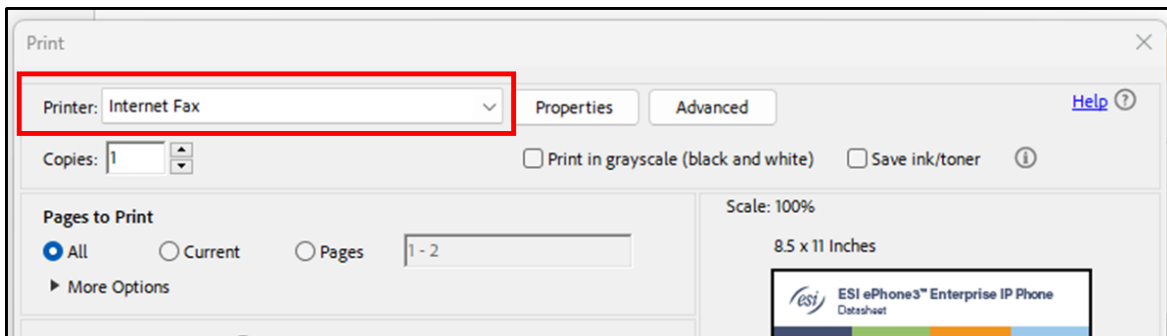 Print
Printer: Internet Fax Properties Advanced Help ?
Copies: 1 Print in grayscale (black and white) Save ink/toner i
Pages to Print
All Current Pages 1 - 2
More Options
Scale: 100%
8.5 x 11 Inches
esi ESI ePhone3™ Enterprise IP Phone
Datasheet